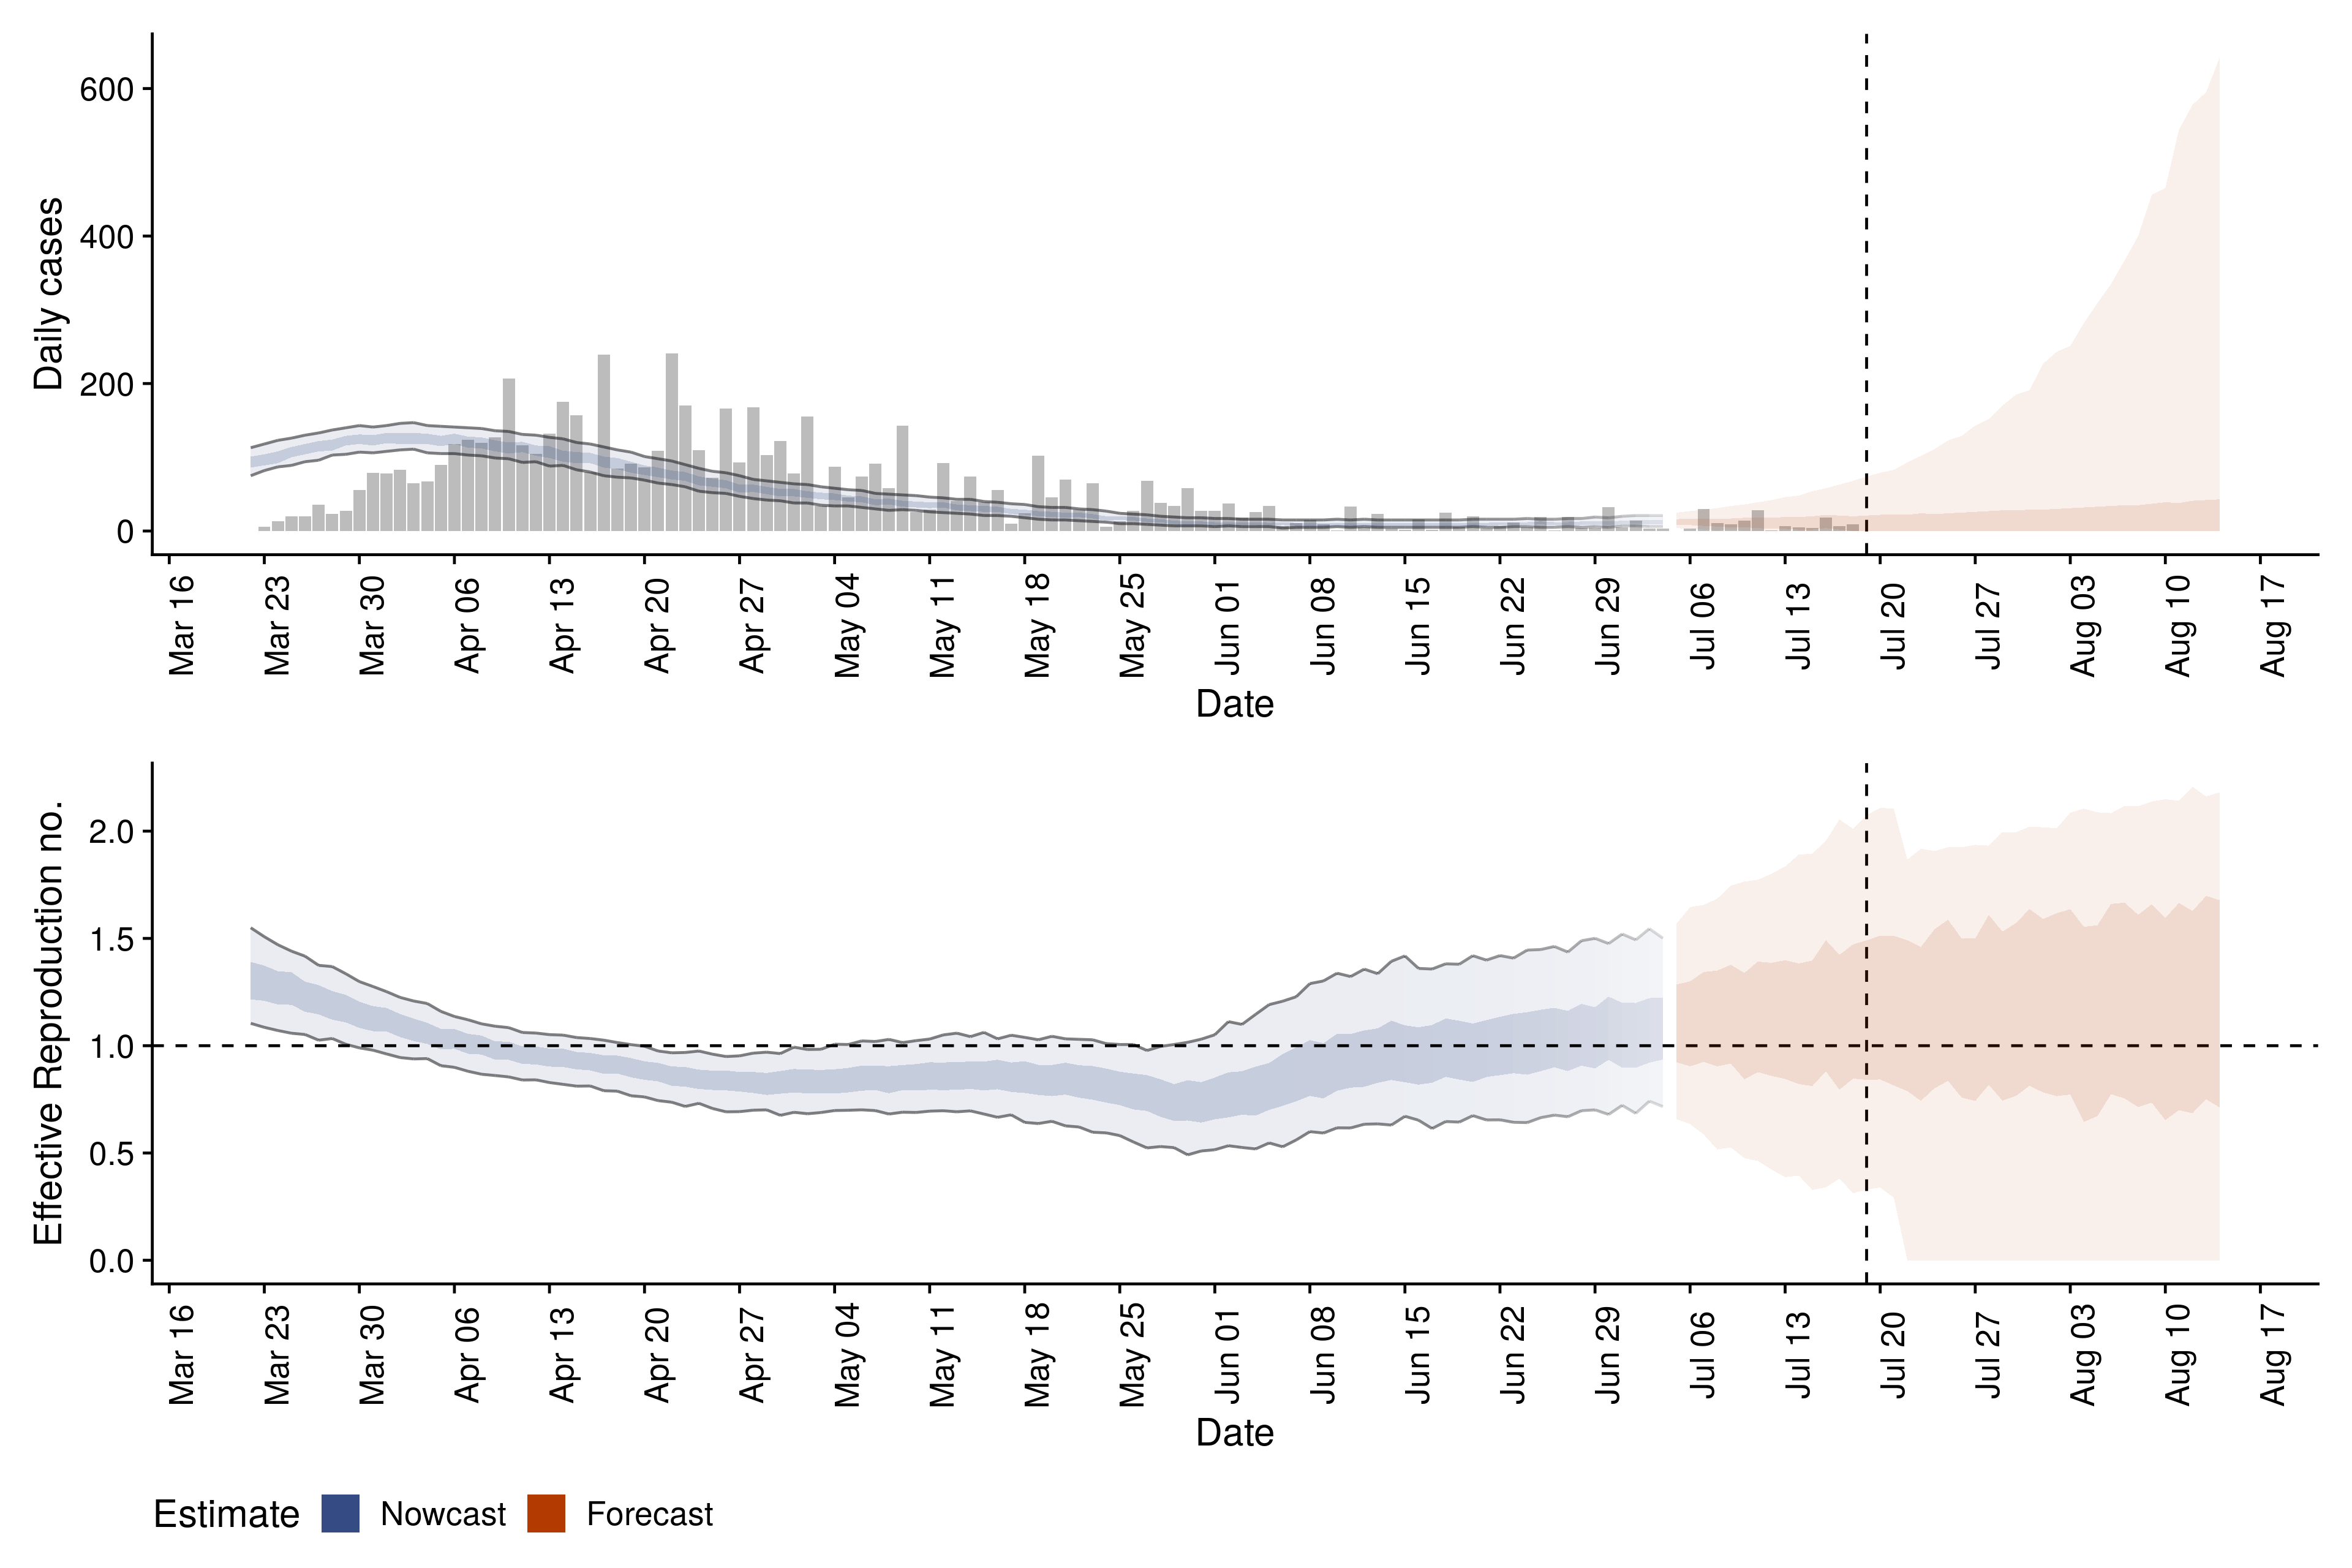 Daily cases
600
400
200
0
Mar 16
Mar 23
Mar 30
Apr 06
Apr 13
Apr 20
Apr 27
May 04
May 11
May 18
May 25
Jun 01
Jun 08
Jun 15
Jun 22
Jun 29
Jul 06
Jul 13
Jul 20
Jul 27
Aug 03
Aug 10
Aug 17
Date
Effective Reproduction no.
2.0
1.5
1.0
0.5
0.0
Mar 16
Mar 23
Mar 30
Apr 06
Apr 13
Apr 20
Apr 27
May 04
May 11
May 18
May 25
Jun 01
Jun 08
Jun 15
Jun 22
Jun 29
Jul 06
Jul 13
Jul 20
Jul 27
Aug 03
Aug 10
Aug 17
Date
Estimate Nowcast Forecast